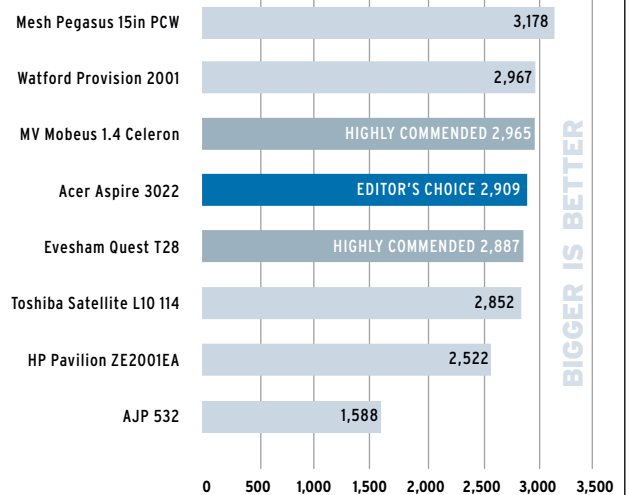 Mesh Pegasus 15in PCW 3,178
Watford Provision 2001 2,967
MV Mobeus 1.4 Celeron HIGHLY COMMENDED 2,965
Acer Aspire 3022 EDITOR'S CHOICE 2,909
Evesham Quest T28 HIGHLY COMMENDED 2,887
Toshiba Satellite L10 114 2,852
HP Pavilion ZE2001EA 2,522
AJP 532 1,588
BIGGER IS BETTER
0 500 1,000 1,500 2,000 2,500 3,000 3,500